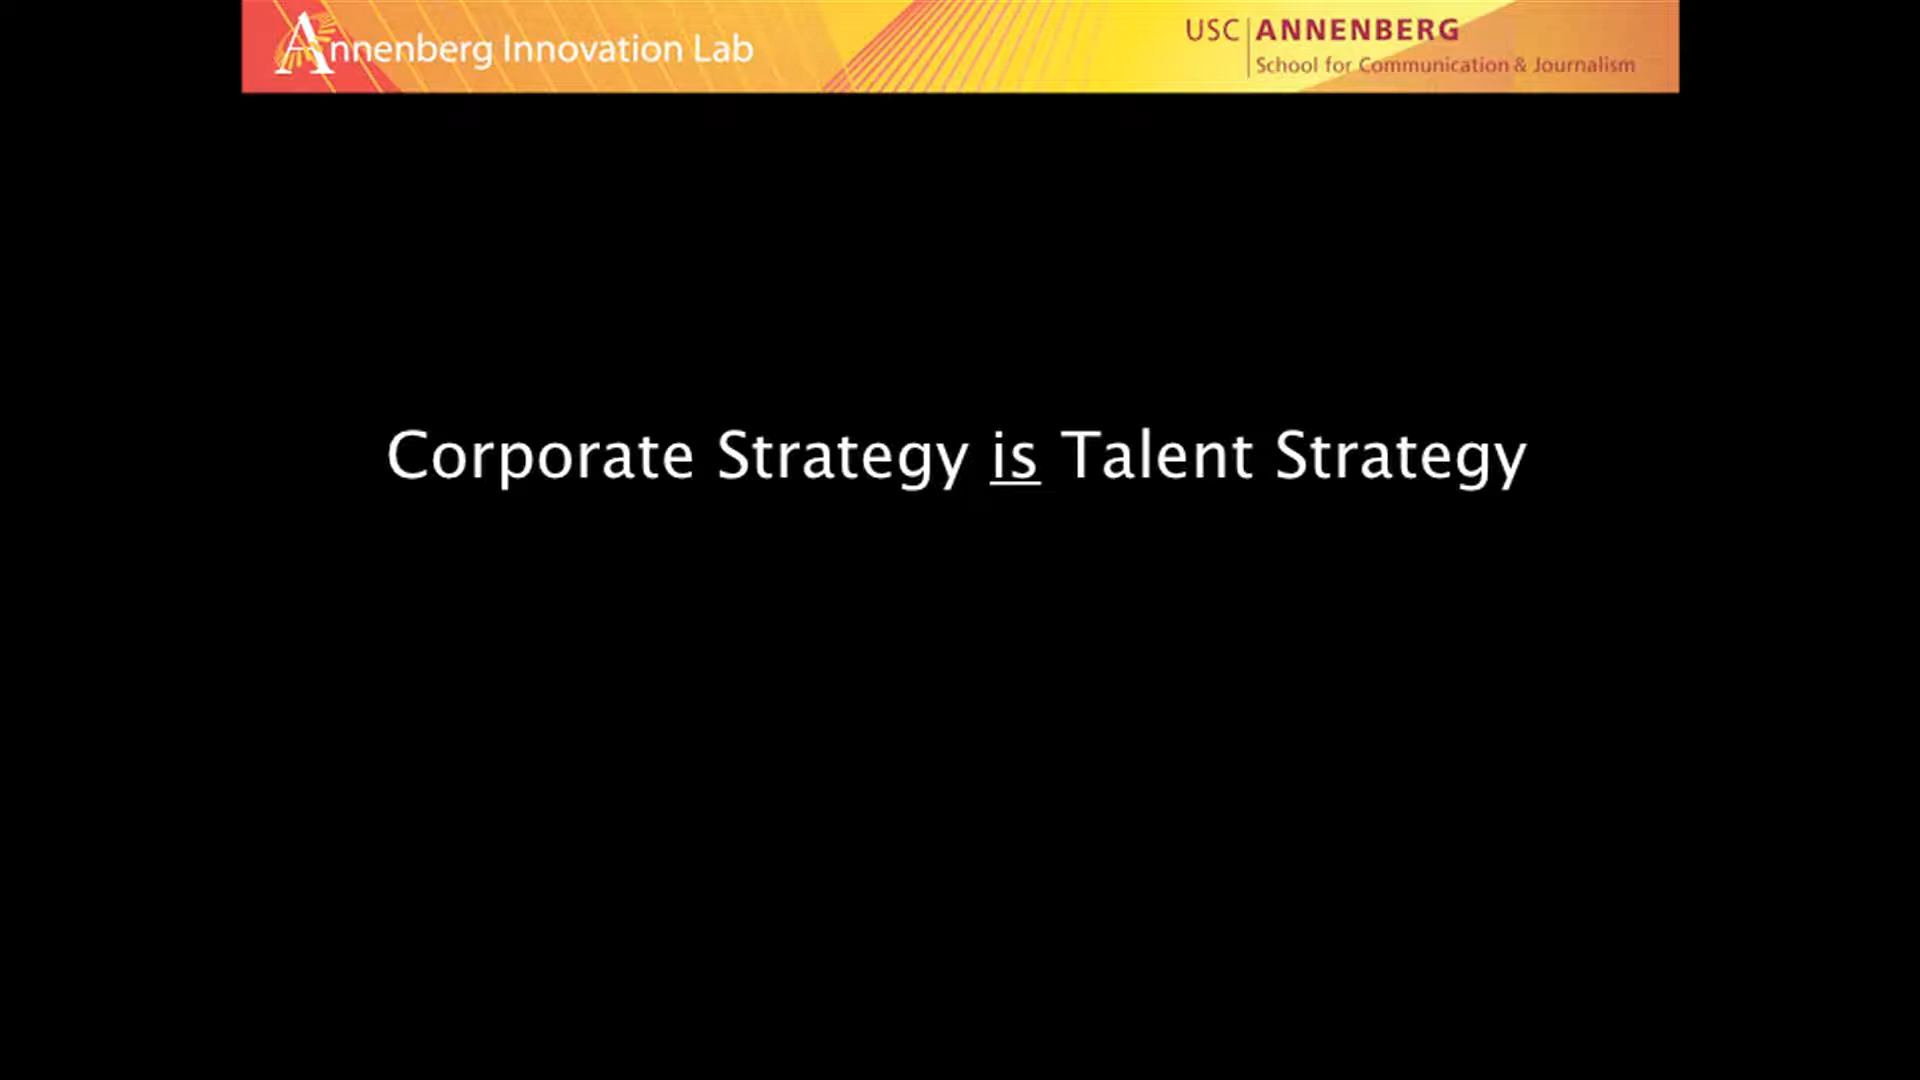 Annenberg Innovation Lab
USC ANNENBERG
School for Communication & Journalism
Corporate Strategy is Talent Strategy